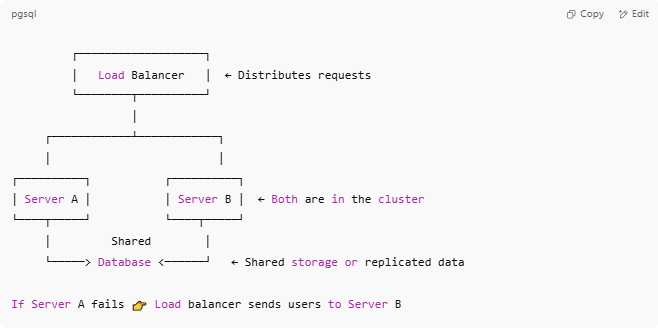 pgsql Copy Edit
Load Balancer ← Distributes requests
Server A Server B ← Both are in the cluster
Shared
> Database < ← Shared storage or replicated data
If Server A fails 👉 Load balancer sends users to Server B